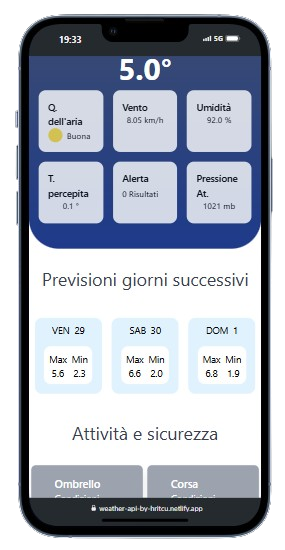 19:33
5G
5.0°
Q.
dell'aria
Buona
Vento
8.05 km/h
Umidità
92.0 %
T.
percepita
0.1 °
Alerta
0 Risultati
Pressione
At.
1021 mb
Previsioni giorni successivi
VEN 29
Max Min
5.6 2.3
SAB 30
Max Min
6.6 2.0
DOM 1
Max Min
6.8 1.9
Attività e sicurezza
Ombrello
Corsa
weather-api-by-hritcu.netlify.app